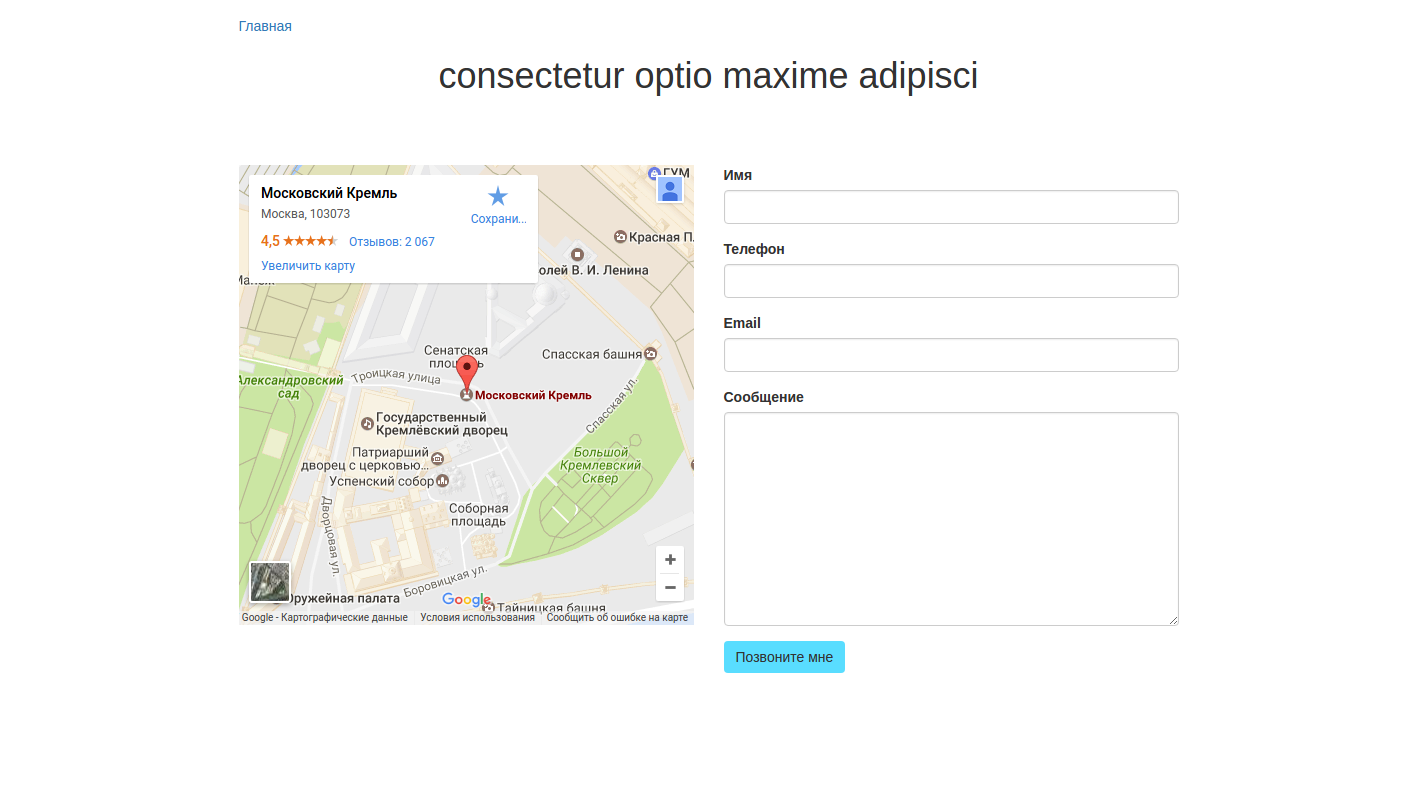 Главная
consectetur optio maxime adipisci
Московский Кремль
Москва, 103073
4,5
Отзывов: 2 067
Увеличить карту
Сохрани...
ГУМ
Красная П
олей В. И. Ленина
Сенатская
площадь
Спасская башня
Троицкая улица
Александровский
сад
Московский Кремль
Спасская ул.
Государственный
Кремлёвский дворец
Патриарший
дворец с церковью...
Успенский собор
Большой
Кремлевский
Сквер
Соборная
площадь
Дворцовая ул.
Боровицкая ул.
Оружейная палата
Google
Тайницкая башня
Google - Картографические данные
Условия использования
Сообщить об ошибке на карте
Имя
Телефон
Email
Сообщение
Позвоните мне